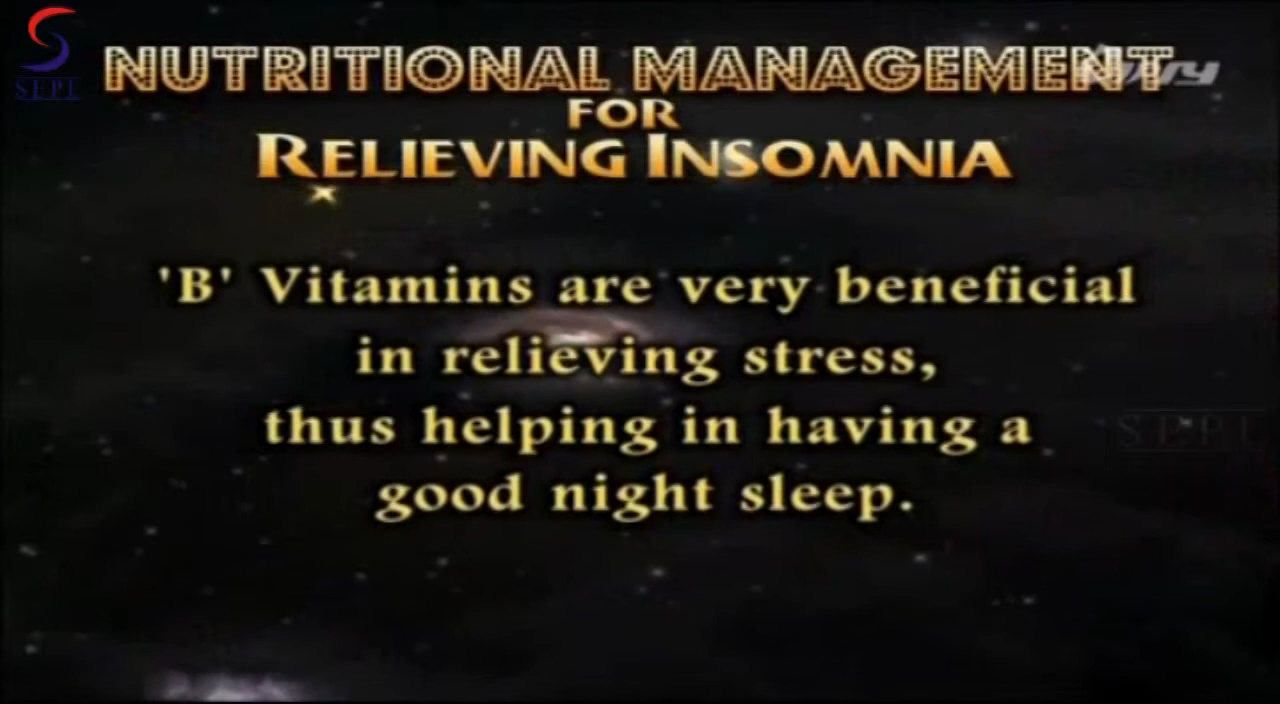 NUTRITIONAL MANAGEMENT
FOR
RELIEVING INSOMNIA
'B' Vitamins are very beneficial
in relieving stress,
thus helping in having a
good night sleep.
SEPL